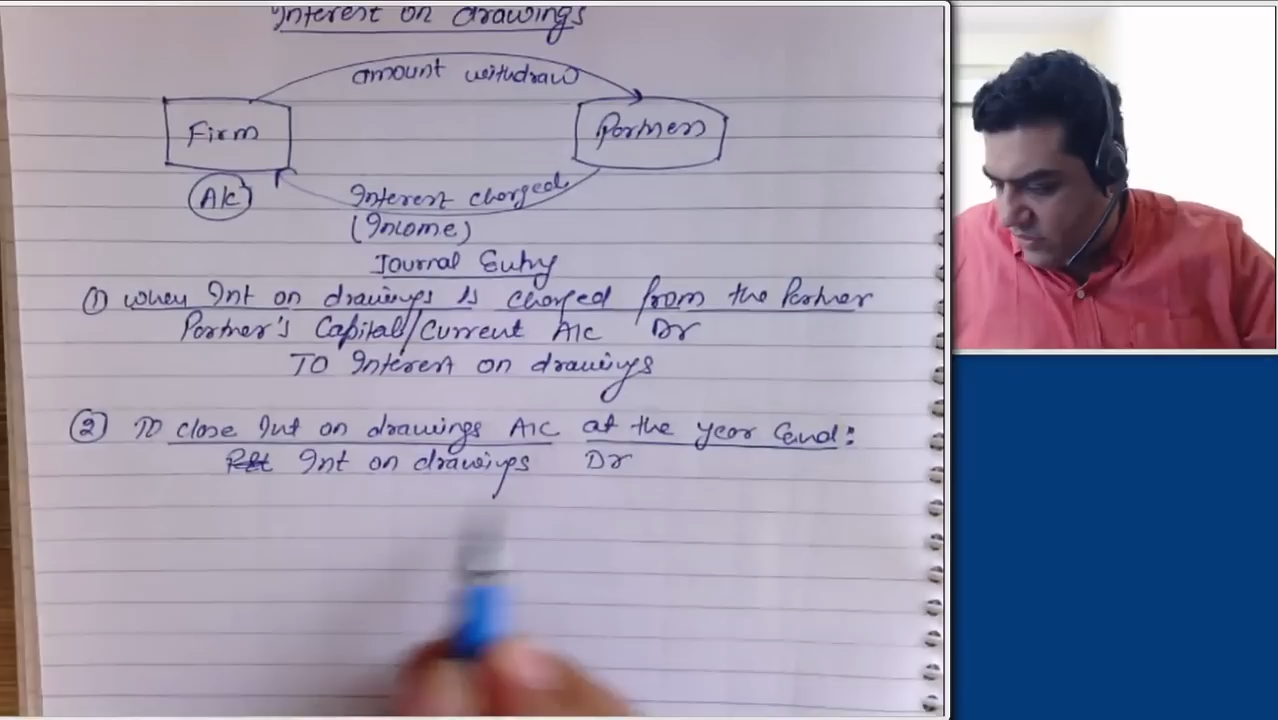 Interest on drawings
amount withdraw
Firm
Partners
A/c
Interest charged
(Income)
Journal Entry
① when Int on drawings is charged from the Partner
Partner's Capital/Current A/c Dr
TO Interest on drawings
② TO close Int on drawings A/c at the year end:
Int on drawings Dr